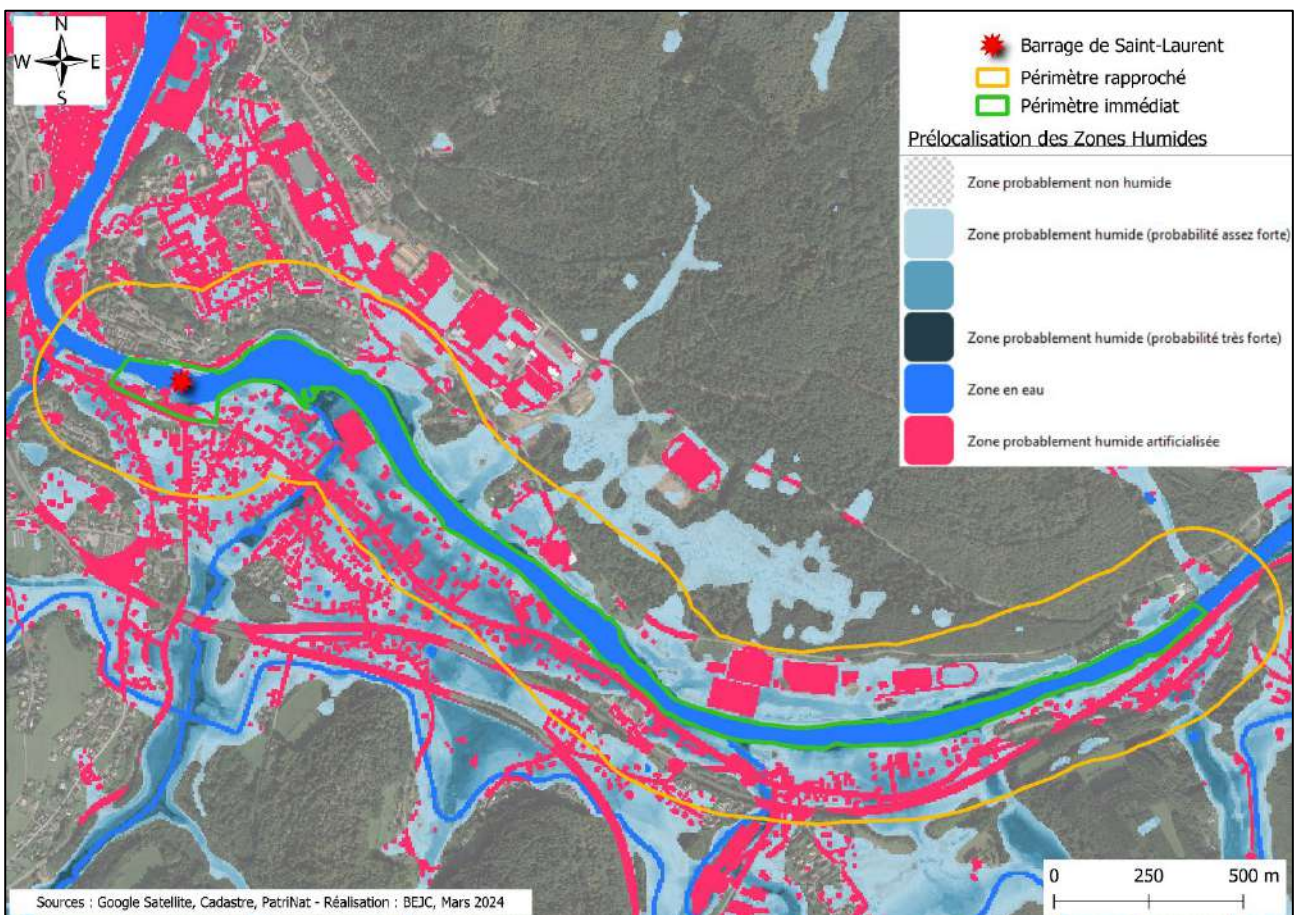 N
W E
S
Barrage de Saint-Laurent
Périmètre rapproché
Périmètre immédiat
Prélocalisation des Zones Humides
Zone probablement non humide
Zone probablement humide (probabilité assez forte)
Zone probablement humide (probabilité très forte)
Zone en eau
Zone probablement humide artificialisée
0 250 500 m
Sources : Google Satellite, Cadastre, PatriNat - Réalisation : BEJC, Mars 2024